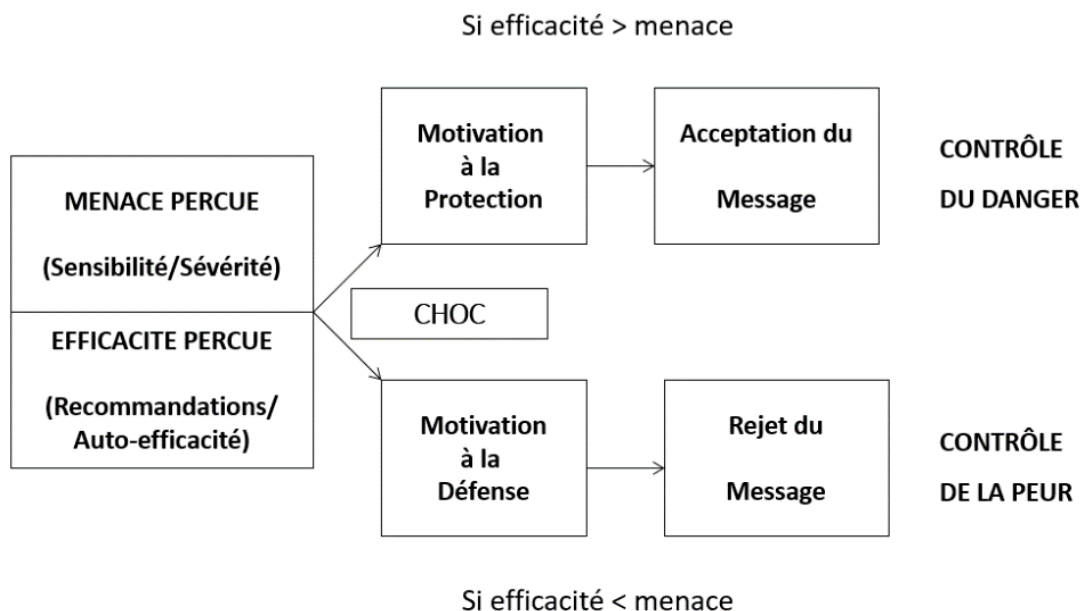 Si efficacité > menace
MENACE PERCUE
(Sensibilité/Sévérité)
EFFICACITE PERCUE
(Recommandations/
Auto-efficacité)
Motivation
à la
Protection
Acceptation du
Message
CONTRÔLE
DU DANGER
CHOC
Motivation
à la
Défense
Rejet du
Message
CONTRÔLE
DE LA PEUR
Si efficacité < menace